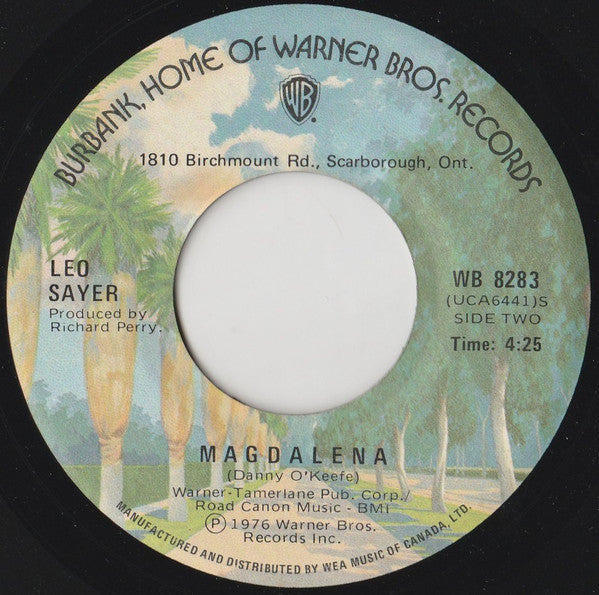 BURBANK, HOME OF WARNER BROS. RECORDS
WB
1810 Birchmount Rd., Scarborough, Ont.
LEO
SAYER
Produced by
Richard Perry.
WB 8283
(UCA6441)S
SIDE TWO
Time: 4:25
MAGDALENA
(Danny O'Keefe)
Warner-Tamerlane Pub. Corp./
Road Canon Music - BMI
℗ 1976 Warner Bros.
Records Inc.
MANUFACTURED AND DISTRIBUTED BY WEA MUSIC OF CANADA, LTD.